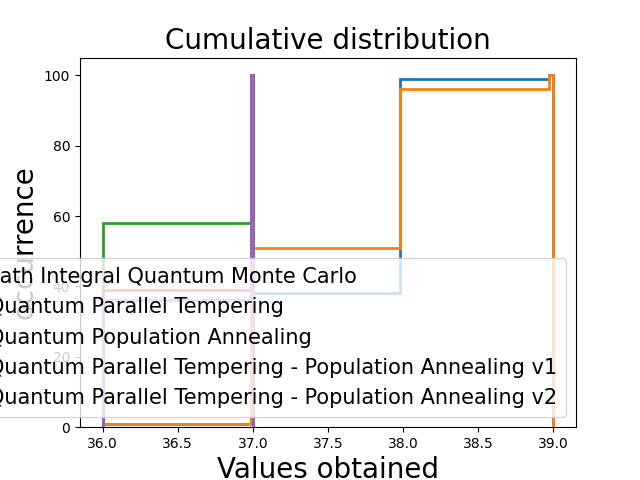 Cumulative distribution
100
80
60
40
20
0
occurrence
ath Integral Quantum Monte Carlo
Quantum Parallel Tempering
Quantum Population Annealing
Quantum Parallel Tempering - Population Annealing v1
Quantum Parallel Tempering - Population Annealing v2
36.0 36.5 37.0 37.5 38.0 38.5 39.0
Values obtained